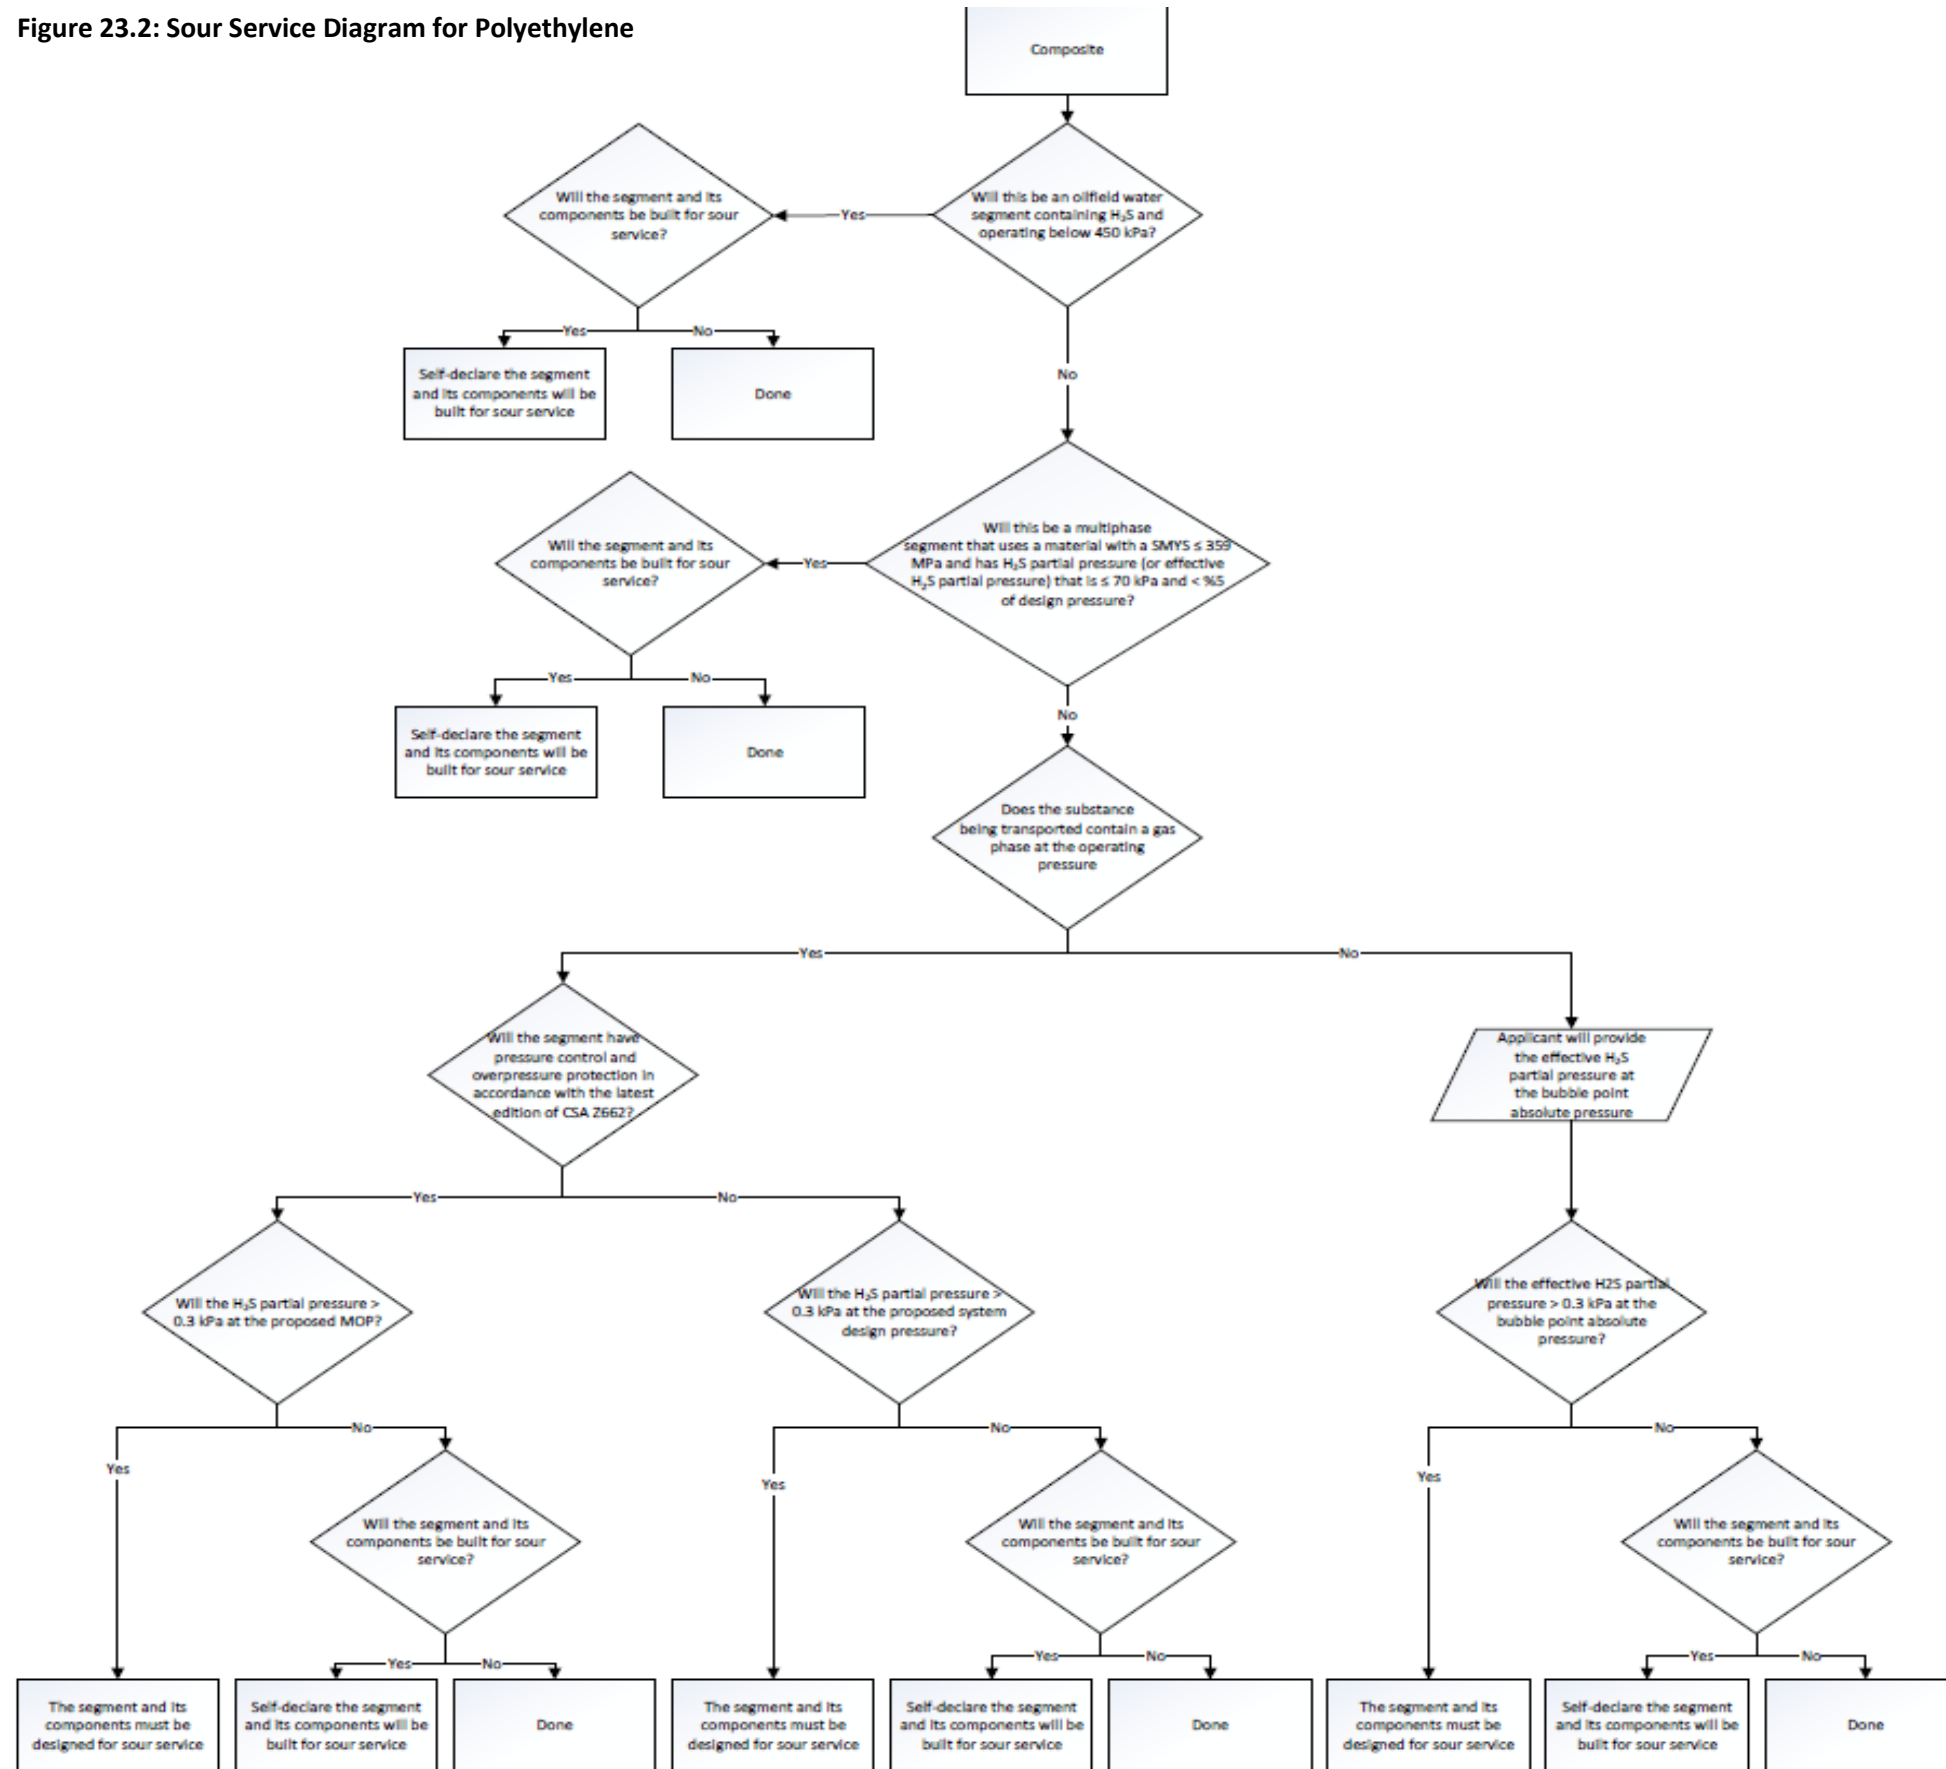 Figure 23.2: Sour Service Diagram for Polyethylene
Composite
Will the segment and its
components be built for sour
service?
Yes
Will this be an oilfield water
segment containing H₂S and
operating below 450 kPa?
Yes
No
Self-declare the segment
and its components will be
built for sour service
Done
No
Will the segment and its
components be built for sour
service?
Yes
Will this be a multiphase
segment that uses a material with a SMYS ≤ 359
MPa and has H₂S partial pressure (or effective
H₂S partial pressure) that is ≤ 70 kPa and < %5
of design pressure?
Yes
No
Self-declare the segment
and its components will be
built for sour service
Done
No
Does the substance
being transported contain a gas
phase at the operating
pressure
Yes
No
Will the segment have
pressure control and
overpressure protection in
accordance with the latest
edition of CSA Z662?
Applicant will provide
the effective H₂S
partial pressure at
the bubble point
absolute pressure
Yes
No
Will the H₂S partial pressure >
0.3 kPa at the proposed MOP?
Will the H₂S partial pressure >
0.3 kPa at the proposed system
design pressure?
Will the effective H2S partial
pressure > 0.3 kPa at the
bubble point absolute
pressure?
Yes
No
Yes
No
Yes
No
Will the segment and its
components be built for sour
service?
Will the segment and its
components be built for sour
service?
Will the segment and its
components be built for sour
service?
Yes
No
Yes
No
Yes
No
The segment and its
components must be
designed for sour service
Self-declare the segment
and its components will be
built for sour service
Done
The segment and its
components must be
designed for sour service
Self-declare the segment
and its components will be
built for sour service
Done
The segment and its
components must be
designed for sour service
Self-declare the segment
and its components will be
built for sour service
Done